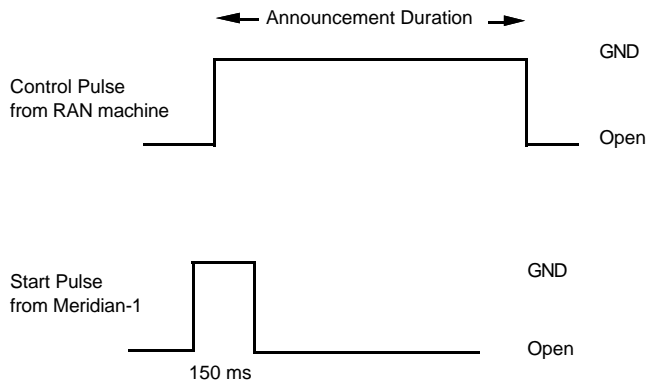 Announcement Duration
GND
Control Pulse
from RAN machine
Open
Start Pulse
from Meridian-1
GND
Open
150 ms